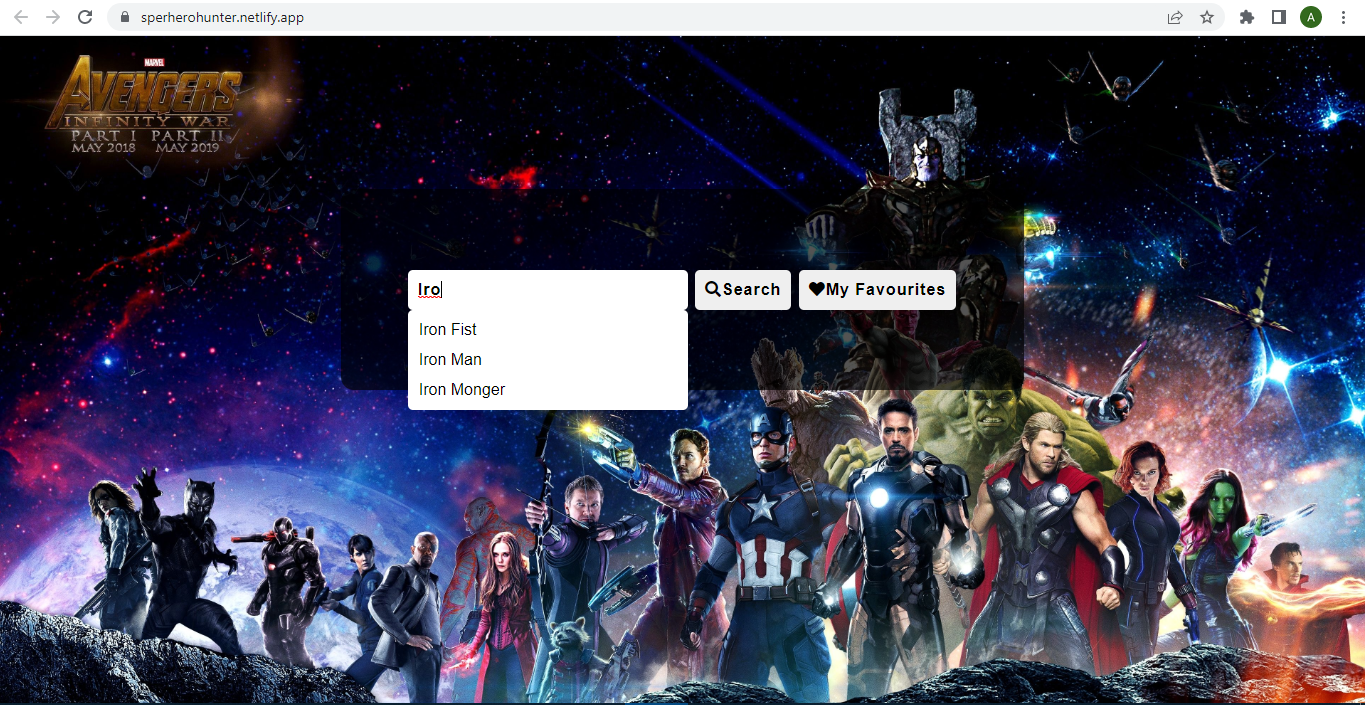 sperherohunter.netlify.app
A
MARVEL
AVENGERS
INFINITY WAR
PART I PART II
MAY 2018 MAY 2019
Iro
Search
My Favourites
Iron Fist
Iron Man
Iron Monger